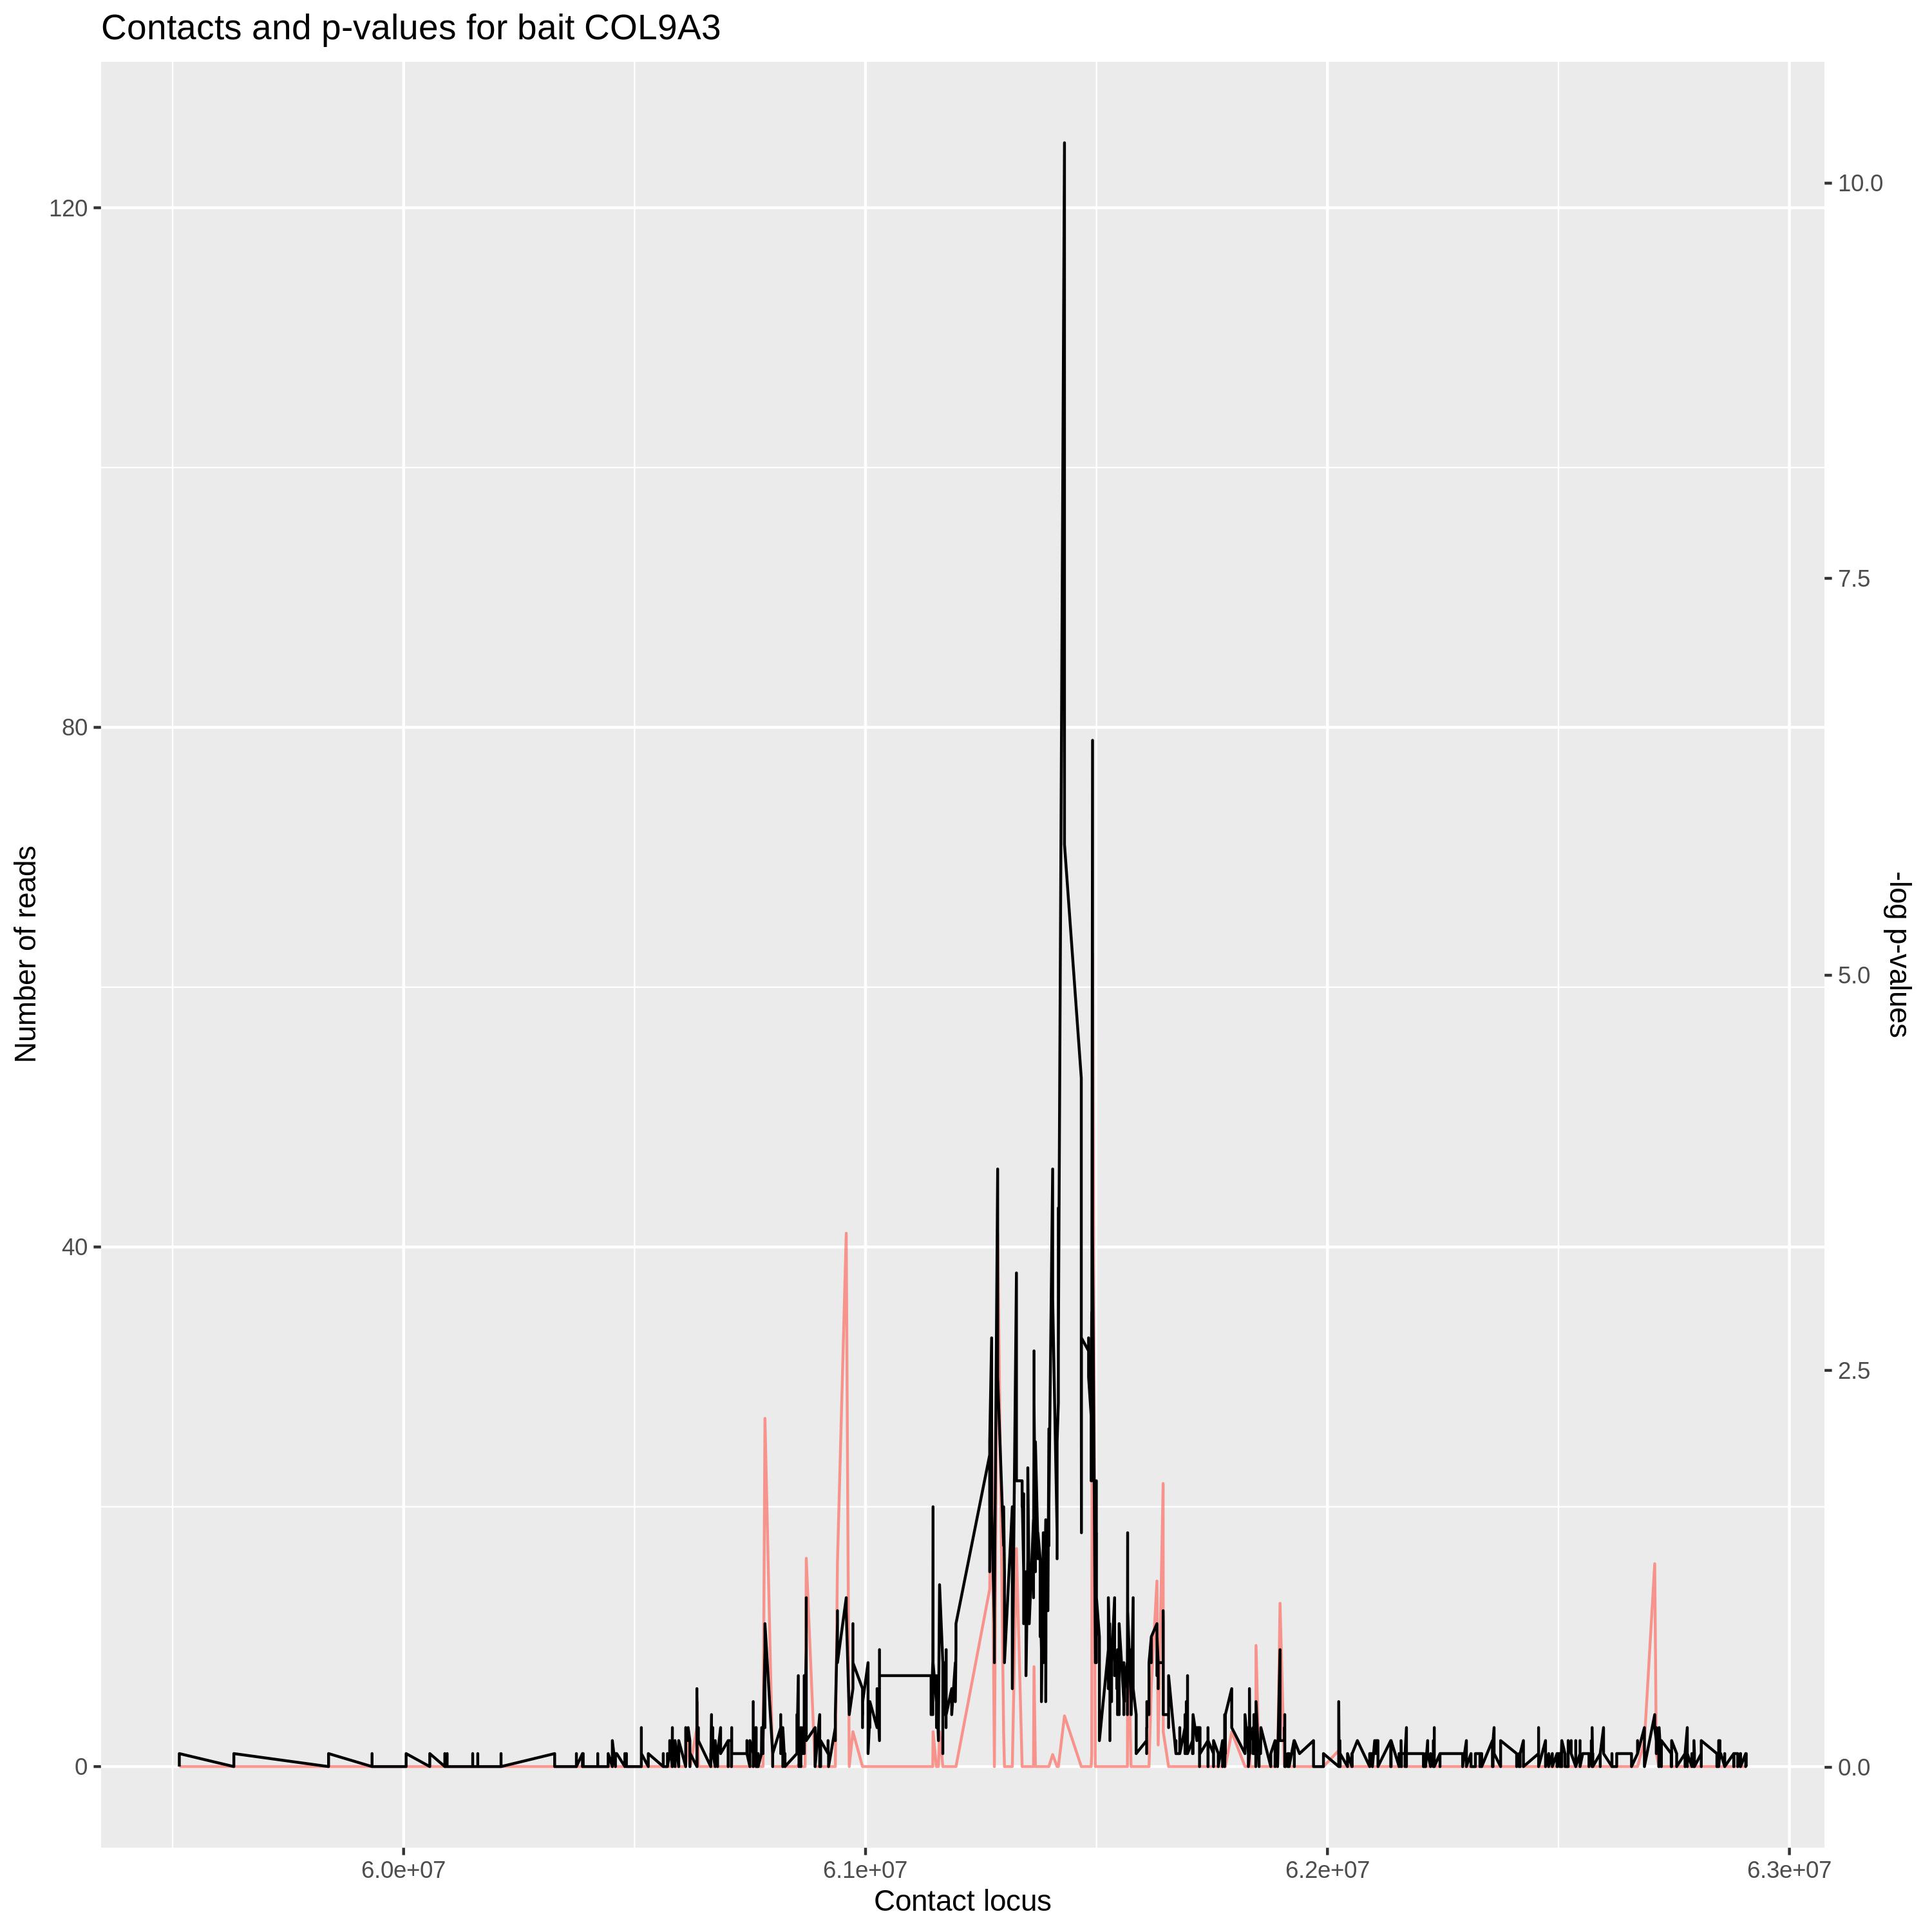 Contacts and p-values for bait COL9A3
120
80
40
0
10.0
7.5
5.0
2.5
0.0
Number of reads
-log p-values
6.0e+07
6.1e+07
6.2e+07
6.3e+07
Contact locus